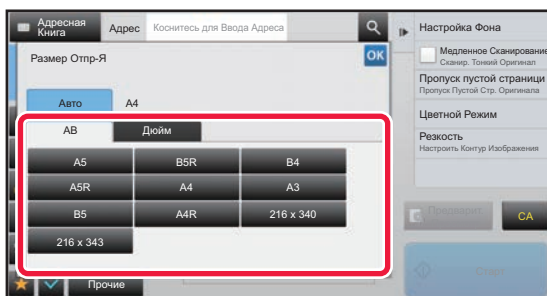 Адресная
Книга
Адрес
Коснитесь для Ввода Адреса
Размер Отпр-Я
OK
Авто
A4
AB
Дюйм
A5
B5R
B4
A5R
A4
A3
B5
A4R
216 x 340
216 x 343
Прочие
Настройка Фона
Медленное Сканирование
Сканир. Тонкий Оригинал
Пропуск пустой страници
Пропуск Пустой Стр. Оригинала
Цветной Режим
Резкость
Настроить Контур Изображения
Предварит.
CA